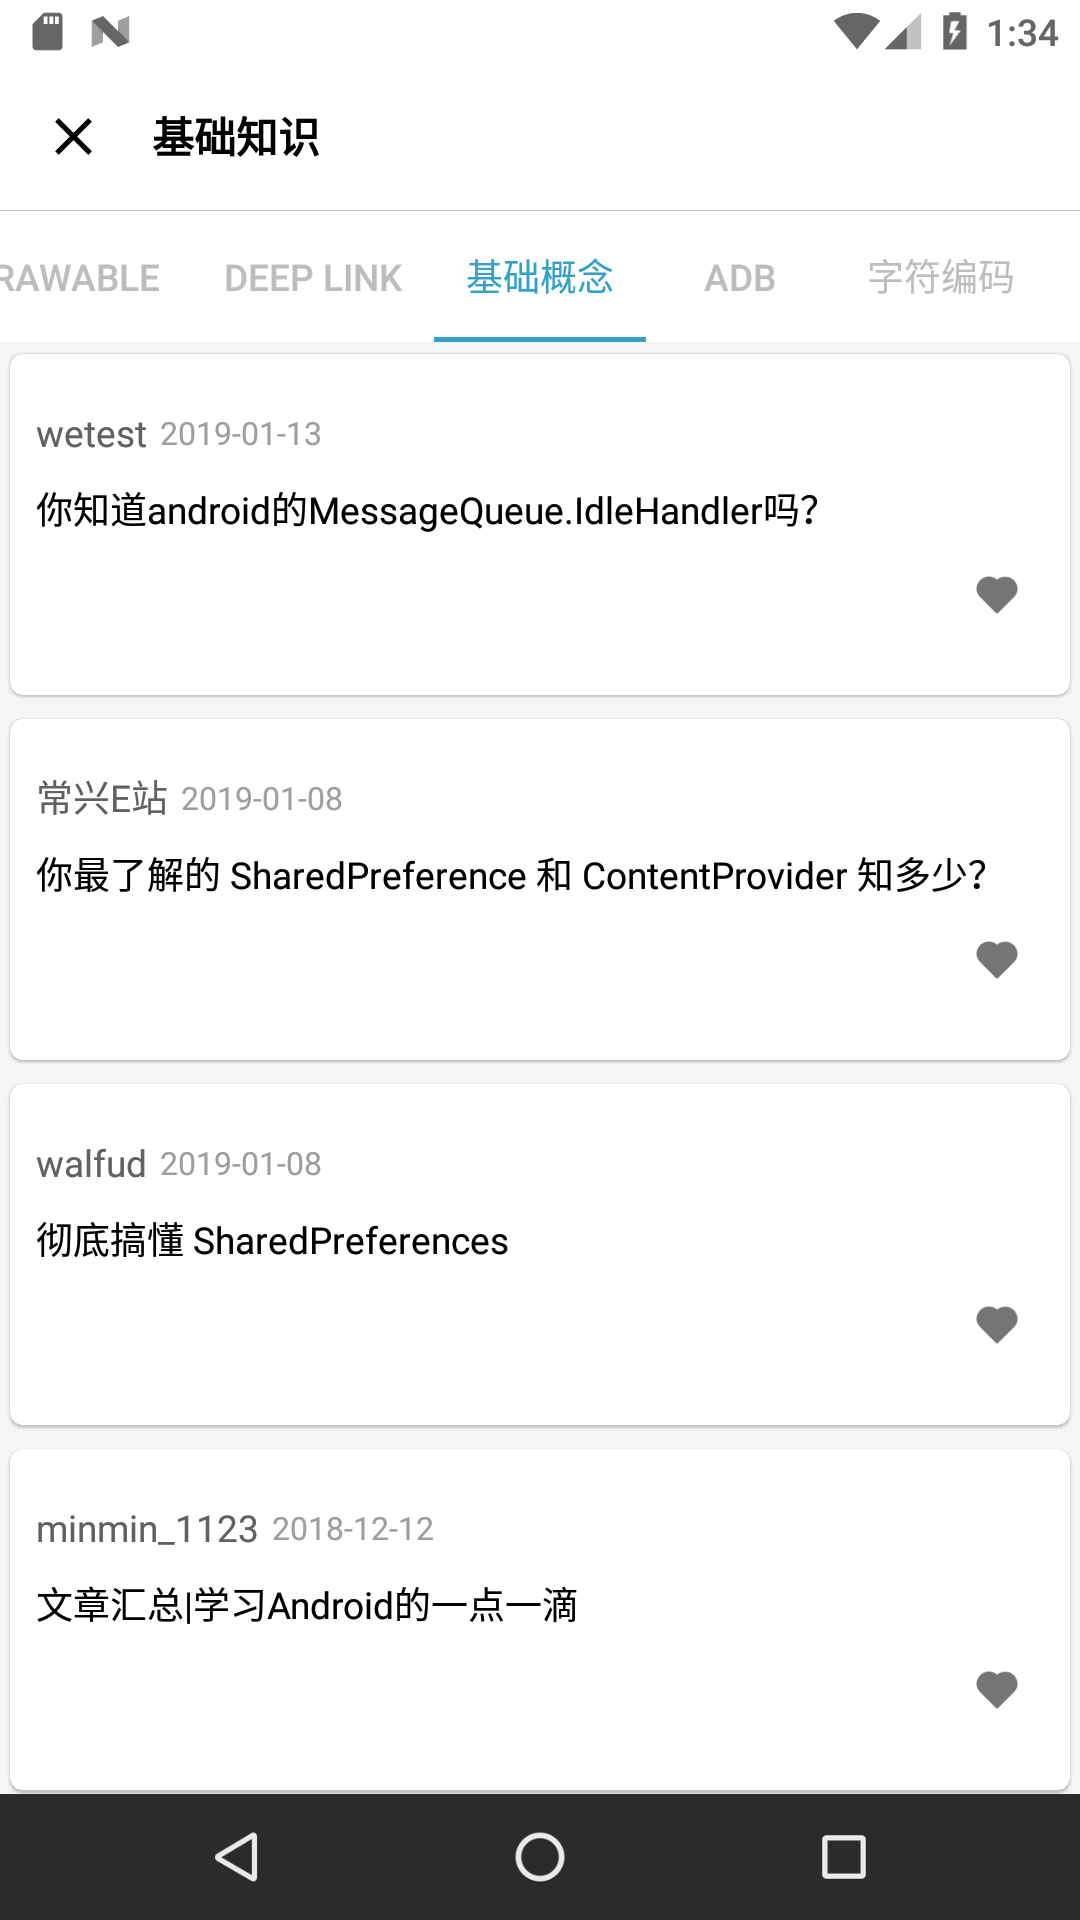 1:34
基础知识
RAWABLE DEEP LINK 基础概念 ADB 字符编码
wetest 2019-01-13
你知道android的MessageQueue.IdleHandler吗？
常兴E站 2019-01-08
你最了解的 SharedPreference 和 ContentProvider 知多少？
walfud 2019-01-08
彻底搞懂 SharedPreferences
minmin_1123 2018-12-12
文章汇总|学习Android的一点一滴